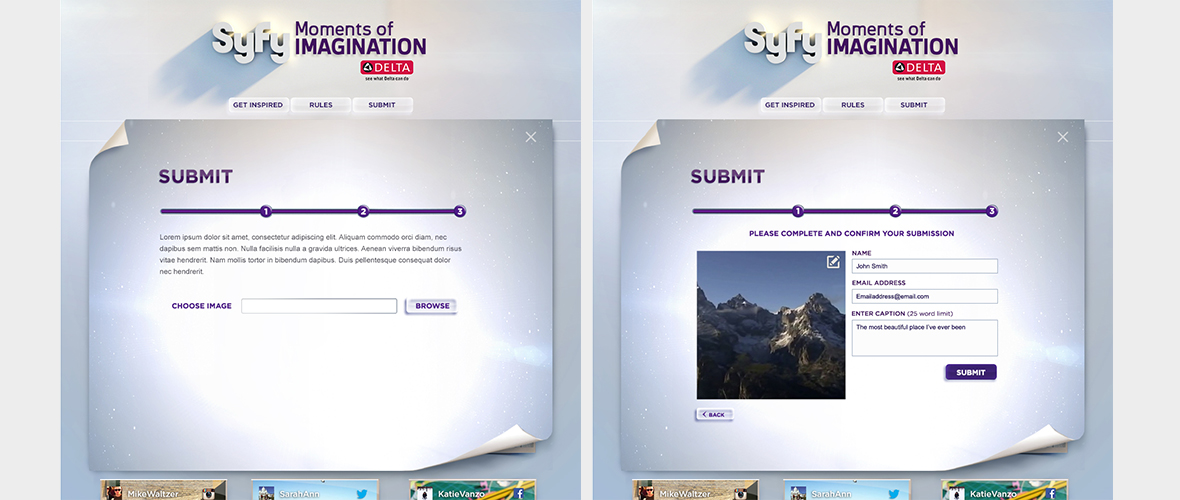 Syfy Moments of
IMAGINATION
DELTA
see what Delta can do
GET INSPIRED RULES SUBMIT
SUBMIT
1 2 3
Lorem ipsum dolor sit amet, consectetur adipiscing elit. Aliquam commodo orci diam, nec
dapibus sem mattis non. Nulla facilisis nulla a gravida ultrices. Aenean viverra bibendum risus
vitae hendrerit. Nam mollis tortor in bibendum dapibus. Duis pellentesque consequat dolor
nec hendrerit.
CHOOSE IMAGE BROWSE
MikeWaltzer SarahAnn KatieVanzo
Syfy Moments of
IMAGINATION
DELTA
see what Delta can do
GET INSPIRED RULES SUBMIT
SUBMIT
1 2 3
PLEASE COMPLETE AND CONFIRM YOUR SUBMISSION
NAME
John Smith
EMAIL ADDRESS
Emailaddress@email.com
ENTER CAPTION (25 word limit)
The most beautiful place I've ever been
SUBMIT
< BACK
MikeWaltzer SarahAnn KatieVanzo